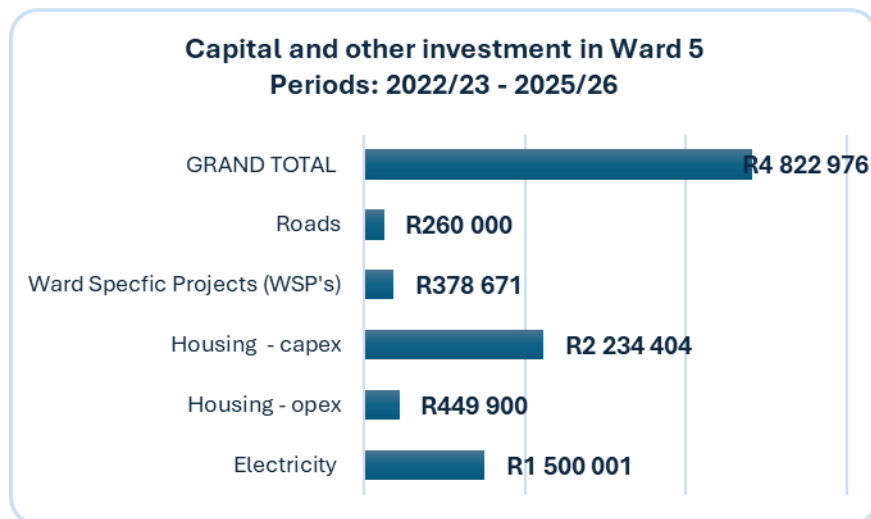 Capital and other investment in Ward 5
Periods: 2022/23 - 2025/26
GRAND TOTAL R4 822 976
Roads R260 000
Ward Specfic Projects (WSP's) R378 671
Housing - capex R2 234 404
Housing - opex R449 900
Electricity R1 500 001